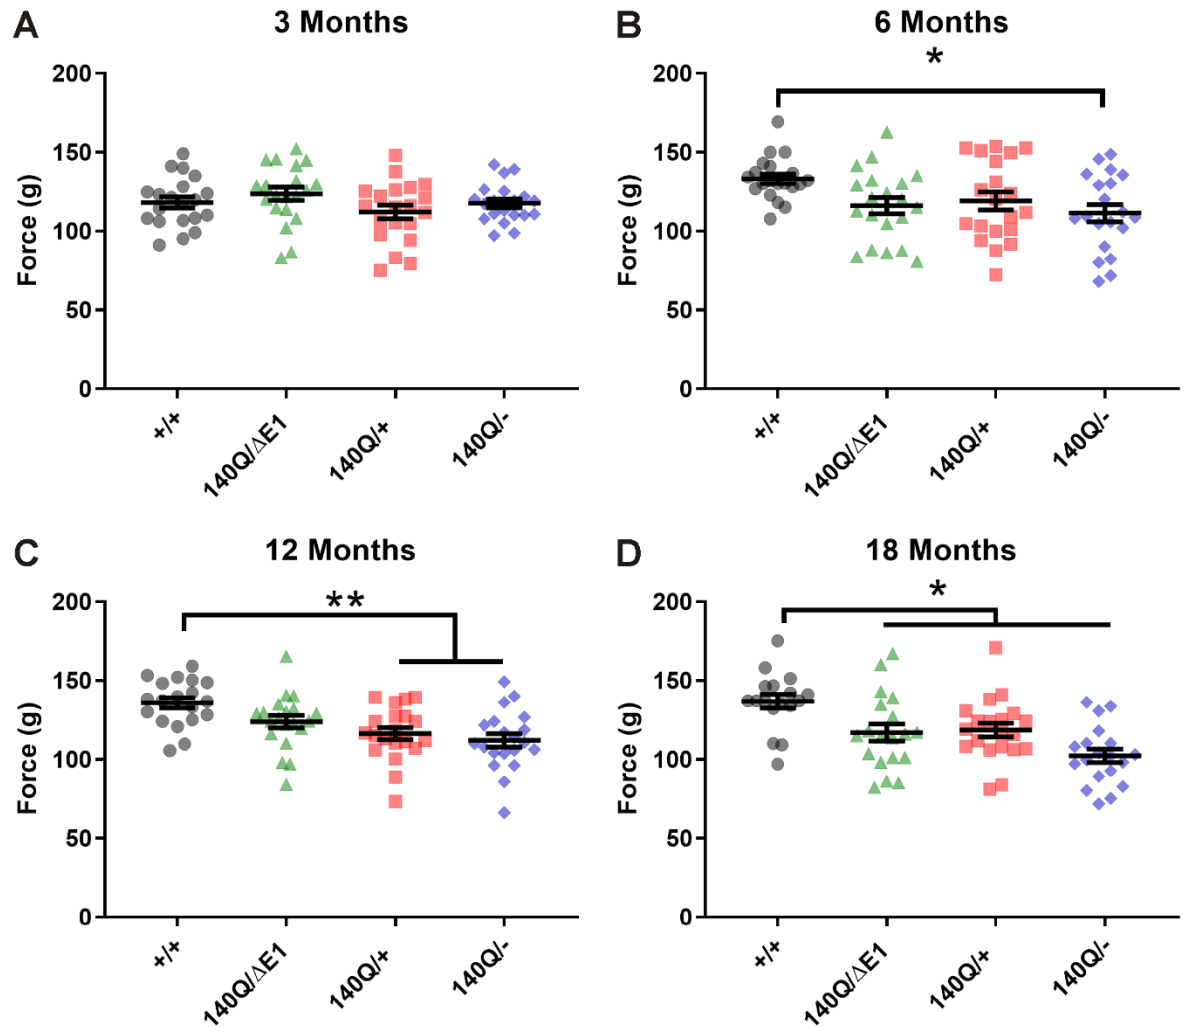 A
3 Months
Force (g)
200
150
100
50
0
+/+
140Q/ΔE1
140Q/+
140Q/-
B
6 Months
*
Force (g)
200
150
100
50
0
+/+
140Q/ΔE1
140Q/+
140Q/-
C
12 Months
**
Force (g)
200
150
100
50
0
+/+
140Q/ΔE1
140Q/+
140Q/-
D
18 Months
*
Force (g)
200
150
100
50
0
+/+
140Q/ΔE1
140Q/+
140Q/-